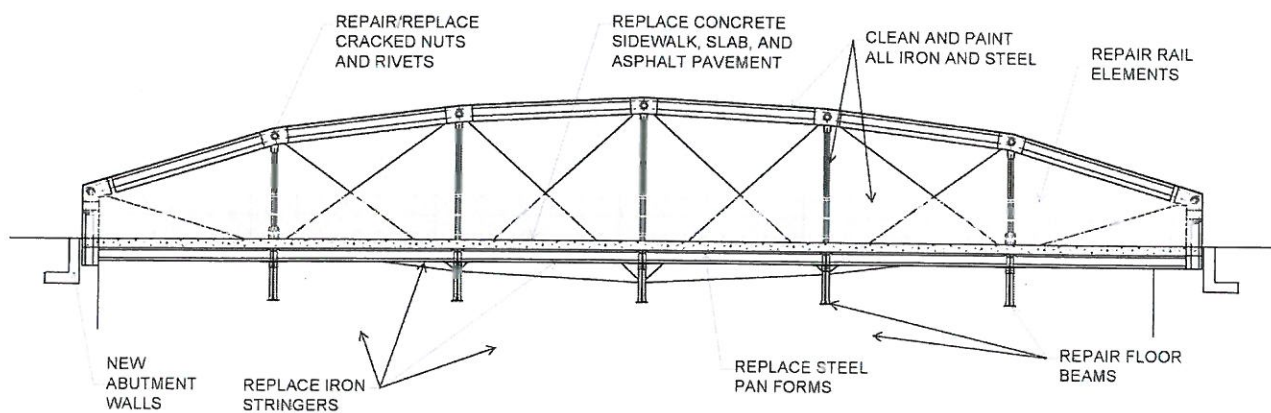 REPAIR/REPLACE
CRACKED NUTS
AND RIVETS
REPLACE CONCRETE
SIDEWALK, SLAB, AND
ASPHALT PAVEMENT
CLEAN AND PAINT
ALL IRON AND STEEL
REPAIR RAIL
ELEMENTS
NEW
ABUTMENT
WALLS
REPLACE IRON
STRINGERS
REPLACE STEEL
PAN FORMS
REPAIR FLOOR
BEAMS